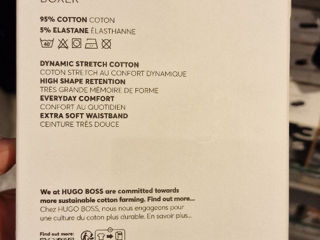 BOXER
95% COTTON COTON
5% ELASTANE ÉLASTHANNE
DYNAMIC STRETCH COTTON
COTON STRETCH AU CONFORT DYNAMIQUE
HIGH SHAPE RETENTION
TRÈS GRANDE MÉMOIRE DE FORME
EVERYDAY COMFORT
CONFORT AU QUOTIDIEN
EXTRA SOFT WAISTBAND
CEINTURE TRÈS DOUCE
We at HUGO BOSS are committed towards
more sustainable cotton farming. Find out more...
Chez HUGO BOSS, nous nous engageons pour
une culture du coton plus durable. En savoir plus...
Find out more: